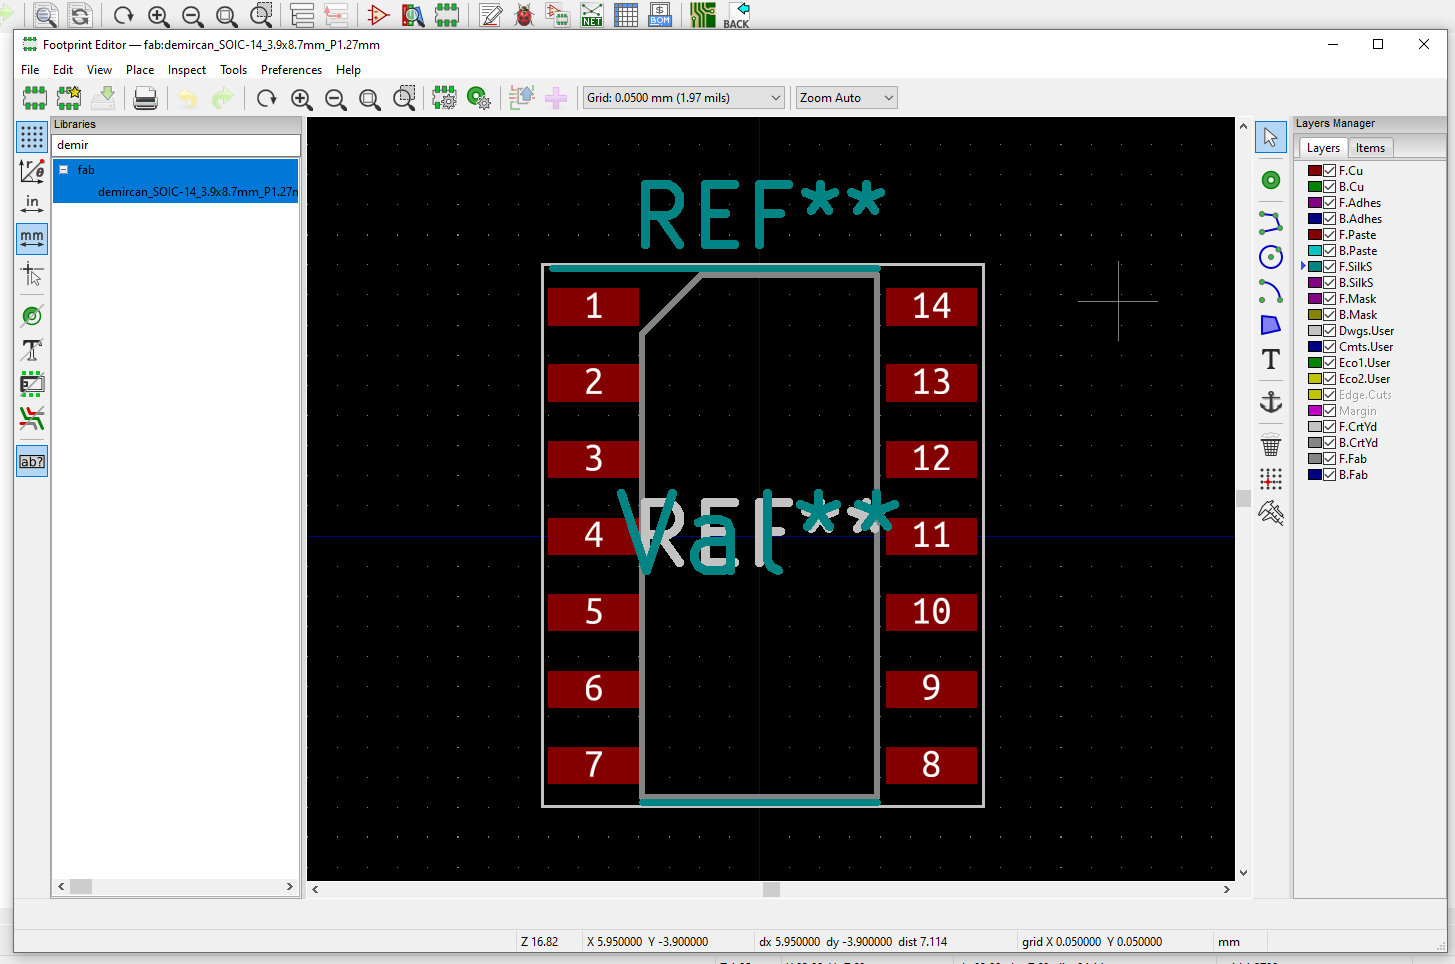 NET
$
BOM
BACK
Footprint Editor — fab:demircan_SOIC-14_3.9x8.7mm_P1.27mm
File Edit View Place Inspect Tools Preferences Help
Grid: 0.0500 mm (1.97 mils)
Zoom Auto
Libraries
demir
fab
demircan_SOIC-14_3.9x8.7mm_P1.27m
in
mm
ab?
REF**
1 14
2 13
3 12
4 REF** Val** 11
5 10
6 9
7 8
T
Layers Manager
Layers Items
F.Cu
B.Cu
F.Adhes
B.Adhes
F.Paste
B.Paste
F.SilkS
B.SilkS
F.Mask
B.Mask
Dwgs.User
Cmts.User
Eco1.User
Eco2.User
Edge.Cuts
Margin
F.CrtYd
B.CrtYd
F.Fab
B.Fab
Z 16.82 X 5.950000 Y -3.900000 dx 5.950000 dy -3.900000 dist 7.114 grid X 0.050000 Y 0.050000 mm